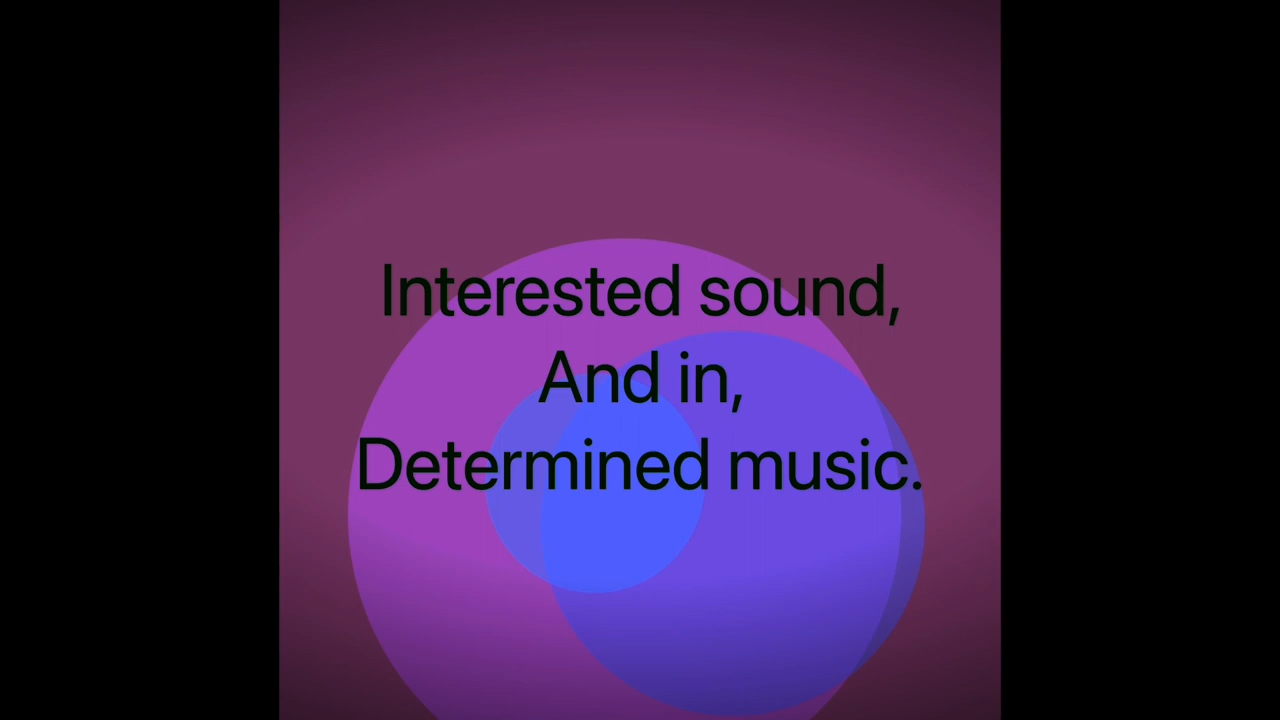 Interested sound,
And in,
Determined music.